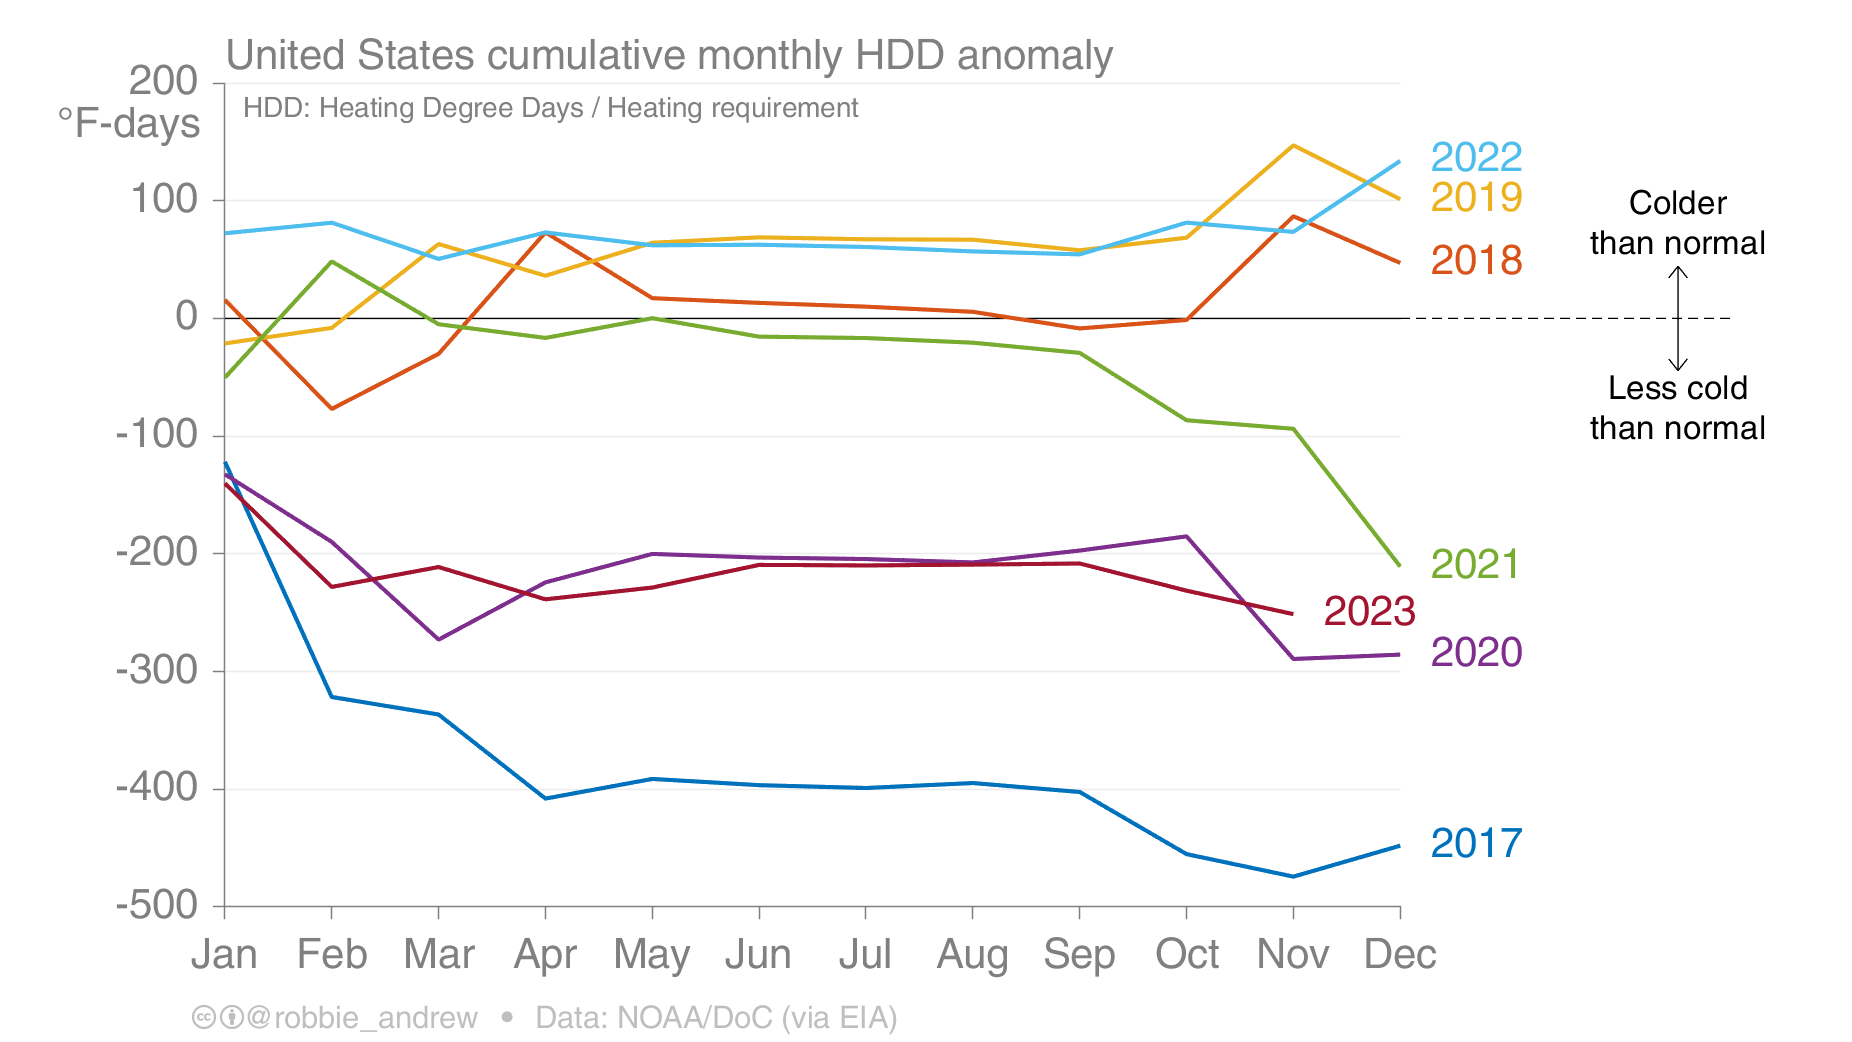 United States cumulative monthly HDD anomaly
200
°F-days
HDD: Heating Degree Days / Heating requirement
100
0
-100
-200
-300
-400
-500
2022
2019
2018
2021
2023
2020
2017
Colder
than normal
Less cold
than normal
Jan Feb Mar Apr May Jun Jul Aug Sep Oct Nov Dec
cc @robbie_andrew • Data: NOAA/DoC (via EIA)